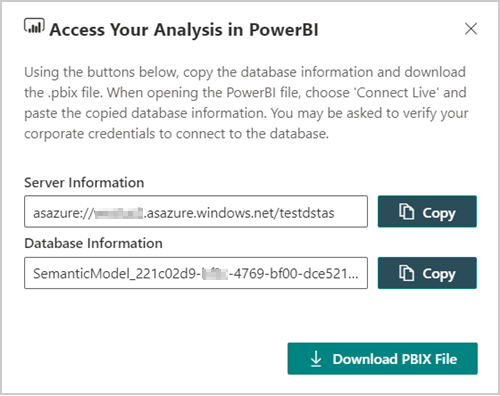 Access Your Analysis in PowerBI
Using the buttons below, copy the database information and download
the .pbix file. When opening the PowerBI file, choose 'Connect Live' and
paste the copied database information. You may be asked to verify your
corporate credentials to connect to the database.
Server Information
asazure:// .asazure.windows.net/testdstas
Copy
Database Information
SemanticModel_221c02d9- -4769-bf00-dce521...
Copy
Download PBIX File